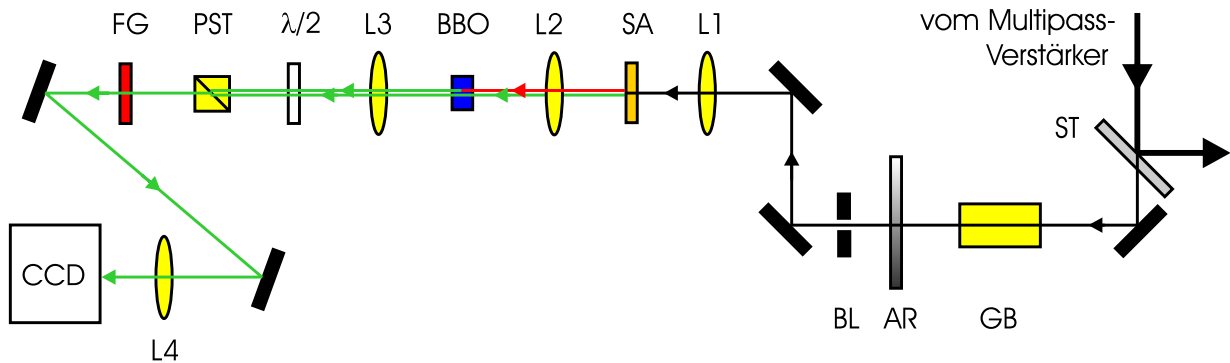 FG PST λ/2 L3 BBO L2 SA L1
vom Multipass-
Verstärker
ST
CCD
L4
BL AR GB